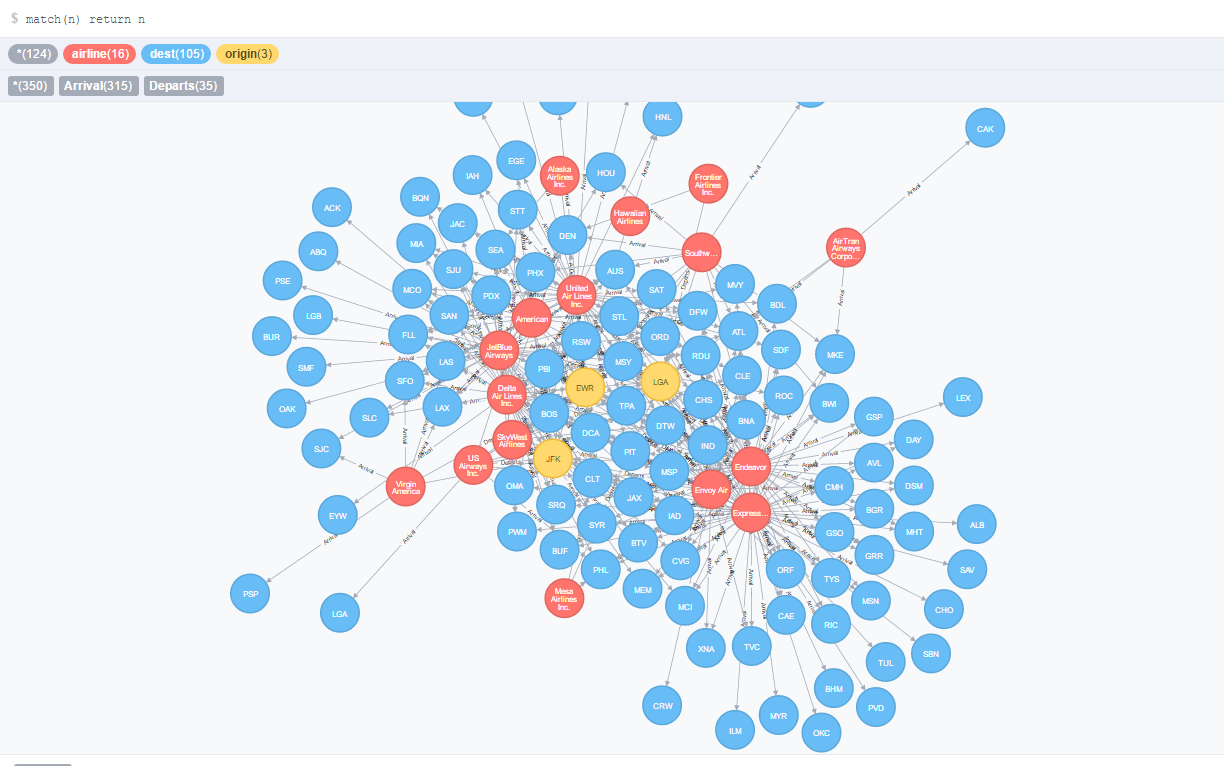 $ match(n) return n
*(124) airline(16) dest(105) origin(3)
*(350) Arrival(315) Departs(35)
HNL
CAK
EGE
IAH
Alaska
Airlines
Inc.
HOU
Frontier
Airlines
Inc.
BQN
ACK
STT
JAC
Hawaiian
Airlines
DEN
MIA
ABQ
SEA
Southw...
AirTran
Airways
Corpo...
SJU
PHX
AUS
PSE
MCO
PDX
United
Air Lines
Inc.
SAT
MVY
BDL
LGB
SAN
American
STL
DFW
BUR
FLL
RSW
ORD
ATL
JetBlue
Airways
SDF
MKE
SMF
LAS
PBI
MSY
RDU
SFO
EWR
LGA
CLE
Delta
Air Lines
Inc.
OAK
LAX
TPA
CHS
ROC
LEX
SLC
BOS
BWI
GSP
DTW
BNA
SkyWest
Airlines
DCA
DAY
SJC
PIT
IND
JFK
US
Airways
Inc.
MSP
Endeavor
AVL
Virgin
America
OMA
CLT
Envoy Air
CMH
DSM
SRQ
JAX
EYW
IAD
Express...
BGR
PWM
SYR
GSO
MHT
ALB
BUF
BTV
CVG
GRR
PHL
ORF
TYS
SAV
PSP
MEM
Mesa
Airlines
Inc.
MCI
MSN
CHO
LGA
CAE
RIC
XNA
TVC
SBN
TUL
BHM
CRW
MYR
PVD
ILM
OKC
Arrival
Arrival
Arrival
Arrival
Arrival
Arrival
Arrival
Arrival
Arrival